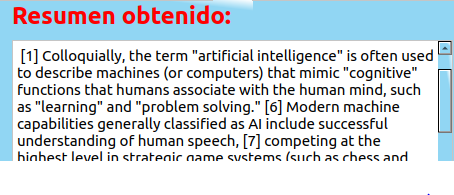 Resumen obtenido:
[1] Colloquially, the term "artificial intelligence" is often used
to describe machines (or computers) that mimic "cognitive"
functions that humans associate with the human mind, such
as "learning" and "problem solving." [6] Modern machine
capabilities generally classified as AI include successful
understanding of human speech, [7] competing at the
highest level in strategic game systems (such as chess and